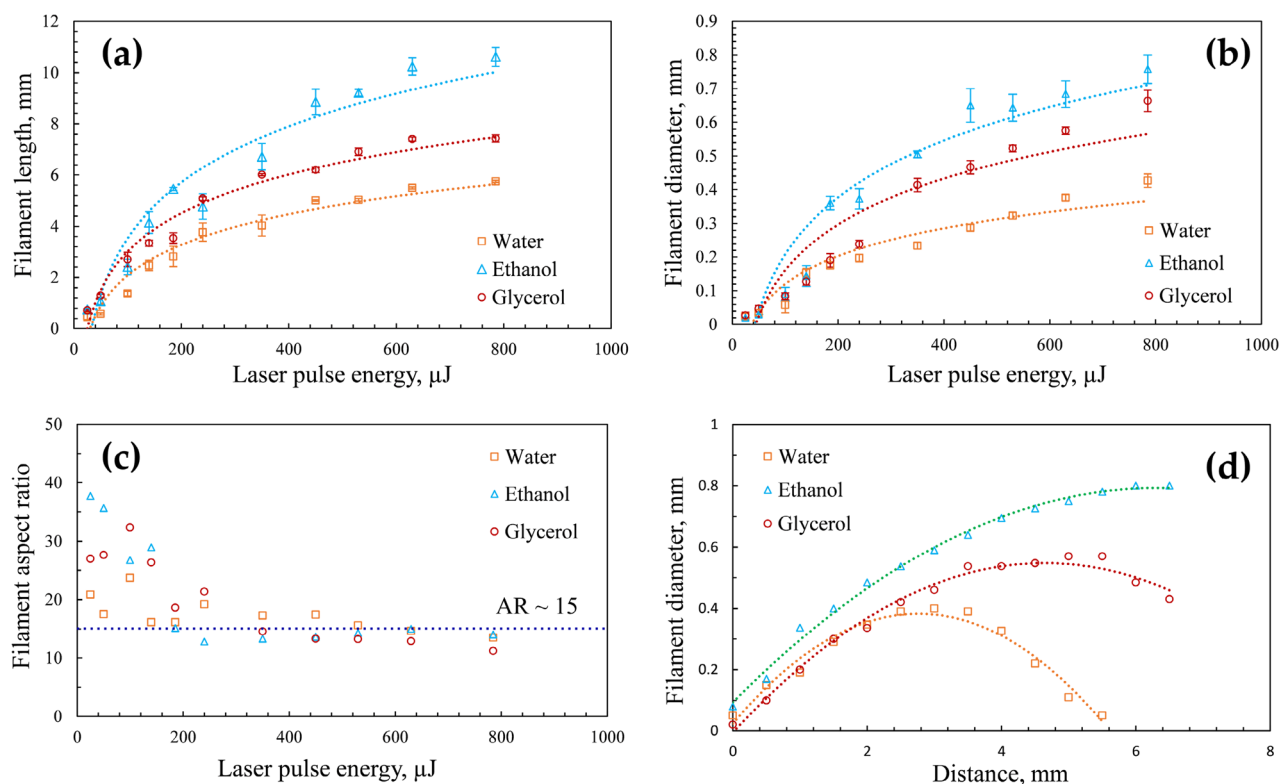 (a)
Filament length, mm
12
10
8
6
4
2
0
Water
Ethanol
Glycerol
0 200 400 600 800 1000
Laser pulse energy, µJ
(b)
Filament diameter, mm
0.9
0.8
0.7
0.6
0.5
0.4
0.3
0.2
0.1
0
Water
Ethanol
Glycerol
0 200 400 600 800 1000
Laser pulse energy, µJ
(c)
Filament aspect ratio
50
40
30
20
10
0
Water
Ethanol
Glycerol
AR ~ 15
0 200 400 600 800 1000
Laser pulse energy, µJ
(d)
Filament diameter, mm
1
0.8
0.6
0.4
0.2
0
Water
Ethanol
Glycerol
0 2 4 6 8
Distance, mm